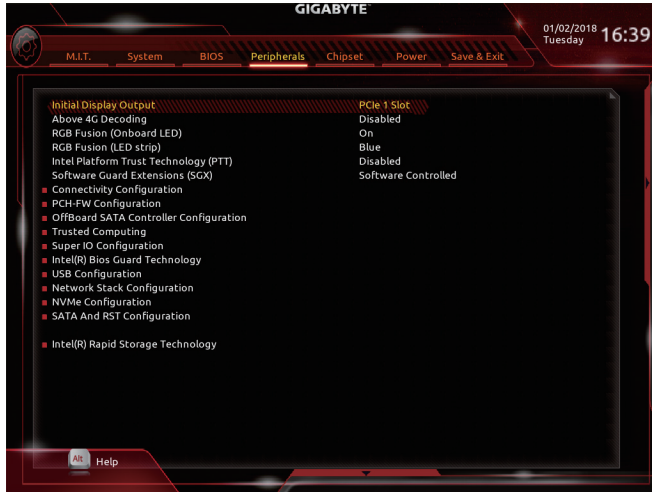 GIGABYTE™
01/02/2018 16:39
Tuesday
M.I.T. System BIOS Peripherals Chipset Power Save & Exit
Initial Display Output PCIe 1 Slot
Above 4G Decoding Disabled
RGB Fusion (Onboard LED) On
RGB Fusion (LED strip) Blue
Intel Platform Trust Technology (PTT) Disabled
Software Guard Extensions (SGX) Software Controlled
Connectivity Configuration
PCH-FW Configuration
OffBoard SATA Controller Configuration
Trusted Computing
Super IO Configuration
Intel(R) Bios Guard Technology
USB Configuration
Network Stack Configuration
NVMe Configuration
SATA And RST Configuration
Intel(R) Rapid Storage Technology
Alt Help